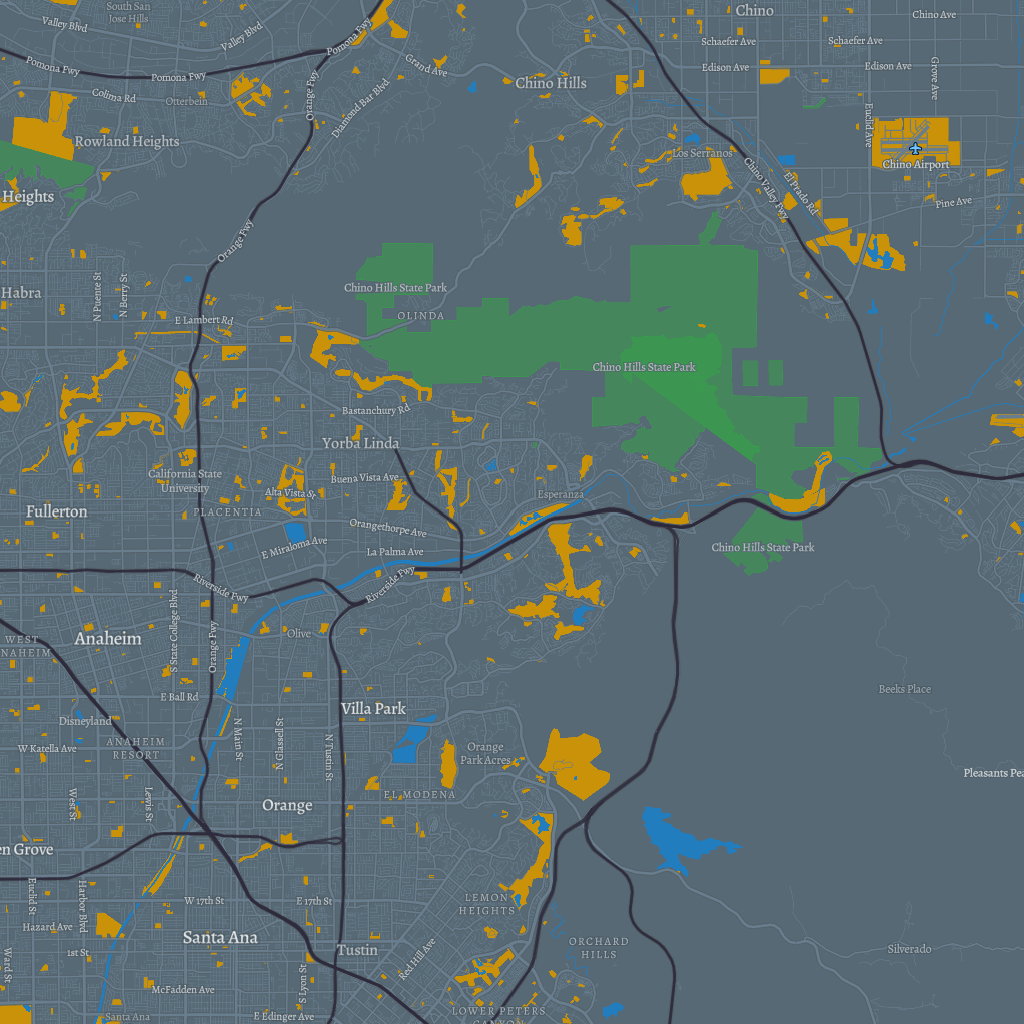 South San
Jose Hills
Valley Blvd
Valley Blvd
Pomona Fwy
Chino
Chino Ave
Schaefer Ave
Schaefer Ave
Pomona Fwy
Pomona Fwy
Grand Ave
Edison Ave
Edison Ave
Grove Ave
Colima Rd
Otterbein
Orange Fwy
Diamond Bar Blvd
Chino Hills
Euclid Ave
Rowland Heights
Los Serranos
Chino Airport
Heights
Chino Valley Fwy
El Prado Rd
Pine Ave
Orange Fwy
Habra
N Puente St
N Berry St
Chino Hills State Park
OLINDA
E Lambert Rd
Chino Hills State Park
Bastanchury Rd
Yorba Linda
California State
University
Buena Vista Ave
Alta Vista St
Esperanza
Fullerton
PLACENTIA
Orangethorpe Ave
E Miraloma Ave
La Palma Ave
Chino Hills State Park
Riverside Fwy
Riverside Fwy
S State College Blvd
Orange Fwy
WEST
Anaheim
Olive
E Ball Rd
Villa Park
Beeks Place
Disneyland
W Katella Ave
ANAHEIM
RESORT
N Main St
N Glassell St
N Tustin St
Orange
Park Acres
West St
Lewis St
Orange
EL MODENA
Euclid St
Harbor Blvd
W 17th St
E 17th St
LEMON
HEIGHTS
Hazard Ave
Santa Ana
1st St
Tustin
Red Hill Ave
ORCHARD
HILLS
Silverado
Ward St
McFadden Ave
S Lyon St
Santa Ana
E Edinger Ave
LOWER PETERS